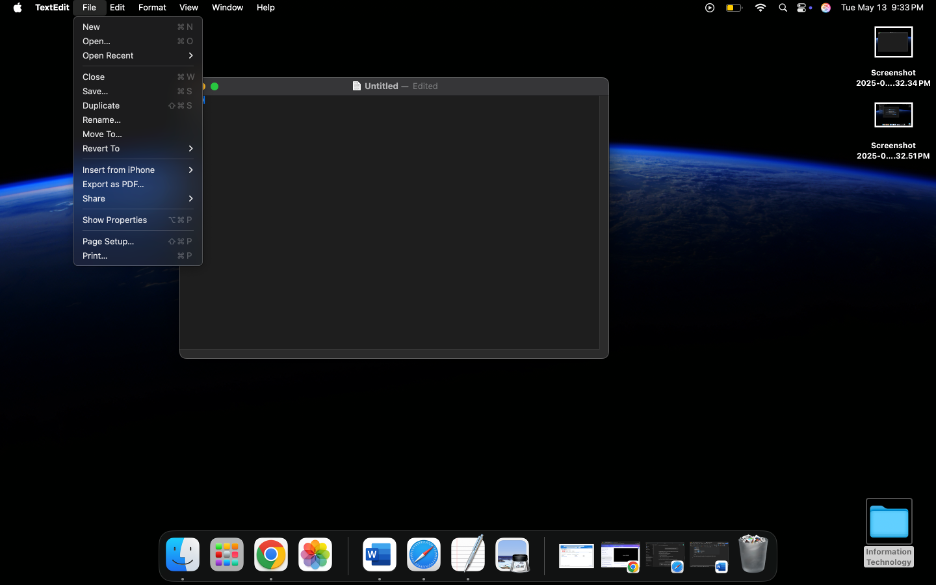 TextEdit File Edit Format View Window Help Tue May 13 9:33 PM
New ⌘ N
Open... ⌘ O
Open Recent
Close ⌘ W
Save... ⌘ S
Duplicate ⇧ ⌘ S
Rename...
Move To...
Revert To
Insert from iPhone
Export as PDF...
Share
Show Properties ⌥ ⌘ P
Page Setup... ⇧ ⌘ P
Print... ⌘ P
Untitled — Edited
Screenshot
2025-0....32.34 PM
Screenshot
2025-0....32.51 PM
Information
Technology
W